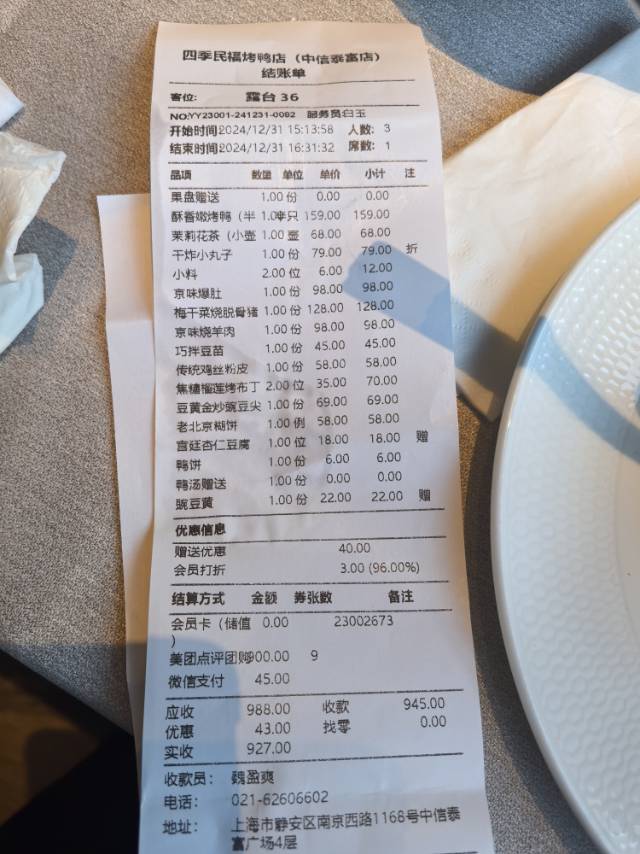 四季民福烤鸭店（中信泰富店）
结账单
客位: 露台36
NO:YY23001-241231-0082 服务员:白玉
开始时间:2024/12/31 15:13:58 人数: 3
结束时间:2024/12/31 16:31:32 席数: 1
品項 数量 单位 单价 小计 注
果盘赠送 1.00 份 0.00 0.00
酥香嫩烤鸭（半 1.00 半只 159.00 159.00
茉莉花茶（小壶 1.00 壶 68.00 68.00
干炸小丸子 1.00 份 79.00 79.00 折
小料 2.00 位 6.00 12.00
京味爆肚 1.00 份 98.00 98.00
梅干菜烧脱骨猪 1.00 份 128.00 128.00
京味烧羊肉 1.00 份 98.00 98.00
巧拌豆苗 1.00 份 45.00 45.00
传统鸡丝粉皮 1.00 份 58.00 58.00
焦糖榴莲烤布丁 2.00 位 35.00 70.00
豆黄金炒豌豆尖 1.00 份 69.00 69.00
老北京糊饼 1.00 例 58.00 58.00
宫廷杏仁豆腐 1.00 位 18.00 18.00 赠
鸭饼 1.00 份 6.00 6.00
鸭汤赠送 1.00 份 0.00 0.00
豌豆黄 1.00 份 22.00 22.00 赠
优惠信息
赠送优惠 40.00
会员打折 3.00 (96.00%)
结算方式 金额 券张数 备注
会员卡（储值 0.00 23002673
）
美团点评团购900.00 9
微信支付 45.00
应收 988.00 收款 945.00
优惠 43.00 找零 0.00
实收 927.00
收款员: 魏盈爽
电话: 021-62606602
地址: 上海市静安区南京西路1168号中信泰
富广场4层